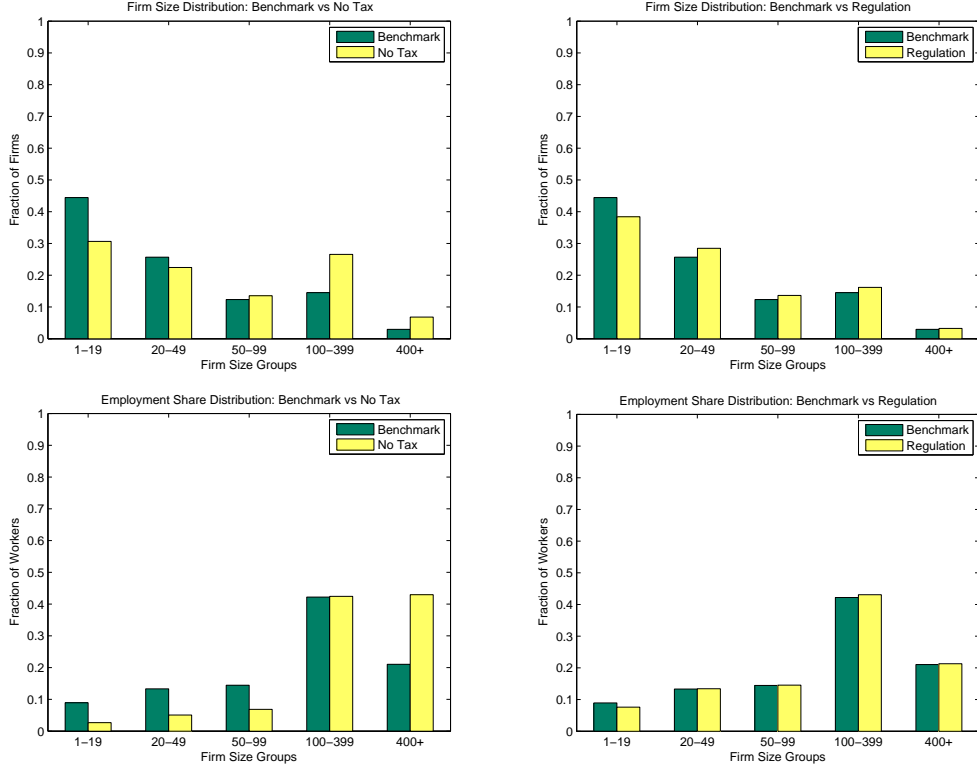 Firm Size Distribution: Benchmark vs No Tax
1
0.9
0.8
0.7
0.6
0.5
0.4
0.3
0.2
0.1
0
Fraction of Firms
Benchmark
No Tax
1−19 20−49 50−99 100−399 400+
Firm Size Groups
Firm Size Distribution: Benchmark vs Regulation
1
0.9
0.8
0.7
0.6
0.5
0.4
0.3
0.2
0.1
0
Fraction of Firms
Benchmark
Regulation
1−19 20−49 50−99 100−399 400+
Firm Size Groups
Employment Share Distribution: Benchmark vs No Tax
1
0.9
0.8
0.7
0.6
0.5
0.4
0.3
0.2
0.1
0
Fraction of Workers
Benchmark
No Tax
1−19 20−49 50−99 100−399 400+
Firm Size Groups
Employment Share Distribution: Benchmark vs Regulation
1
0.9
0.8
0.7
0.6
0.5
0.4
0.3
0.2
0.1
0
Fraction of Workers
Benchmark
Regulation
1−19 20−49 50−99 100−399 400+
Firm Size Groups